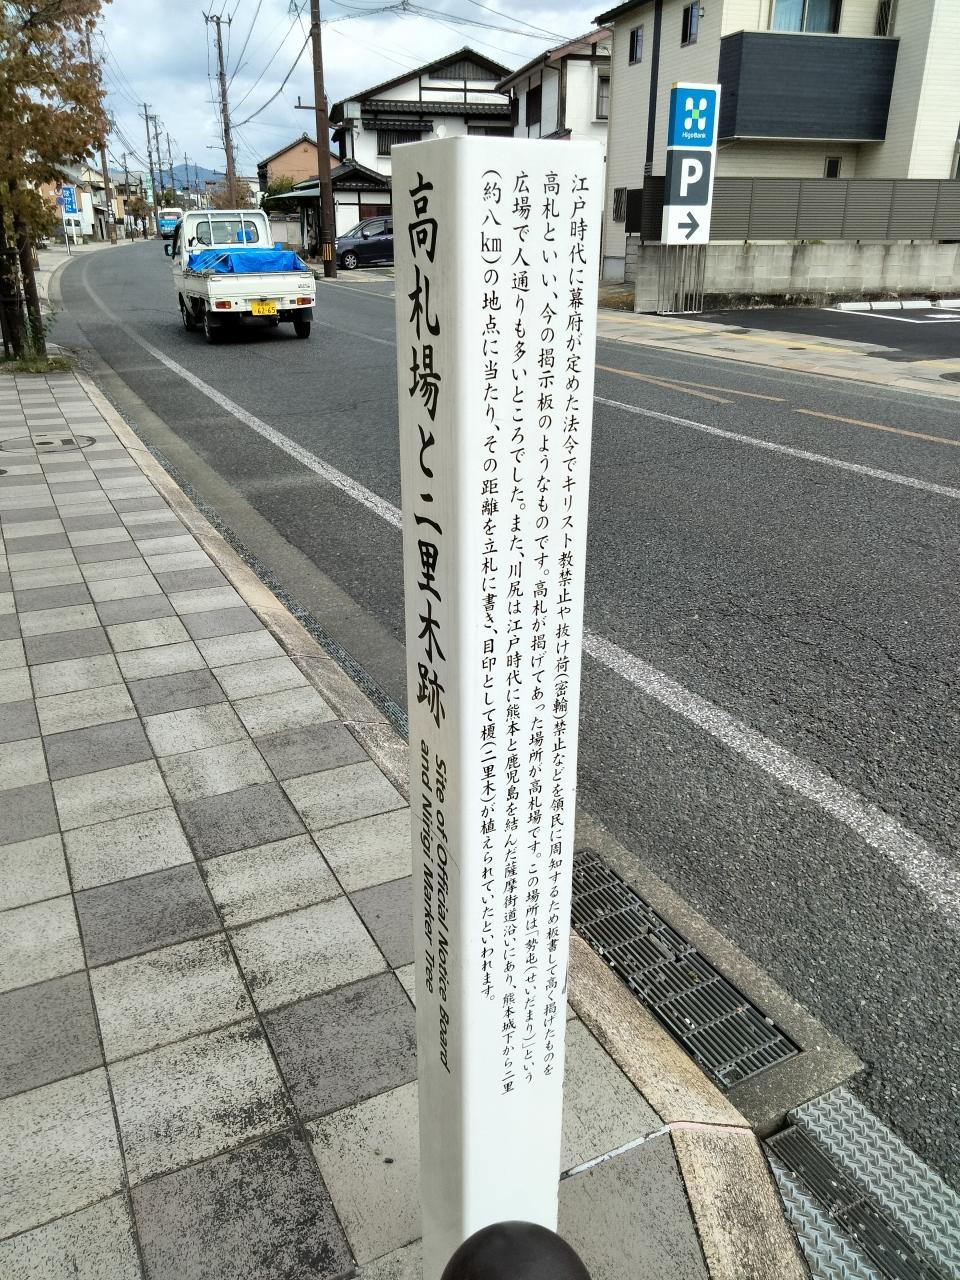 高札場と二里木跡
Site of Official Notice Board
and Nirigi Marker Tree
江戸時代に幕府が定めた法令でキリスト教禁止や抜け荷(密輸)禁止などを領民に周知するため板書して高く掲げたものを
高札といい、今の掲示板のようなものです。高札が掲げてあった場所が高札場です。この場所は「勢屯(せいだまり)」という
広場で人通りも多いところでした。また、川尻は江戸時代に熊本と鹿児島を結んだ薩摩街道沿いにあり、熊本城下から二里
(約八㎞)の地点に当たり、その距離を立札に書き、目印として榎(二里木)が植えられていたといわれます。
HigoBank
P
62-65